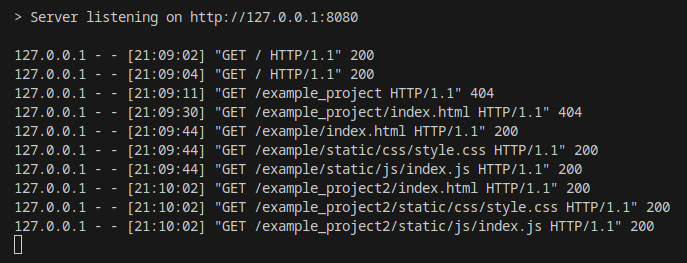 > Server listening on http://127.0.0.1:8080
127.0.0.1 - - [21:09:02] "GET / HTTP/1.1" 200
127.0.0.1 - - [21:09:04] "GET / HTTP/1.1" 200
127.0.0.1 - - [21:09:11] "GET /example_project HTTP/1.1" 404
127.0.0.1 - - [21:09:30] "GET /example_project/index.html HTTP/1.1" 404
127.0.0.1 - - [21:09:44] "GET /example/index.html HTTP/1.1" 200
127.0.0.1 - - [21:09:44] "GET /example/static/css/style.css HTTP/1.1" 200
127.0.0.1 - - [21:09:44] "GET /example/static/js/index.js HTTP/1.1" 200
127.0.0.1 - - [21:10:02] "GET /example_project2/index.html HTTP/1.1" 200
127.0.0.1 - - [21:10:02] "GET /example_project2/static/css/style.css HTTP/1.1" 200
127.0.0.1 - - [21:10:02] "GET /example_project2/static/js/index.js HTTP/1.1" 200